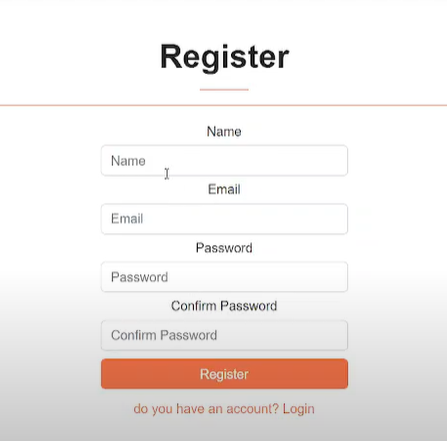 Register
Name
Name
Email
Email
Password
Password
Confirm Password
Confirm Password
Register
do you have an account? Login